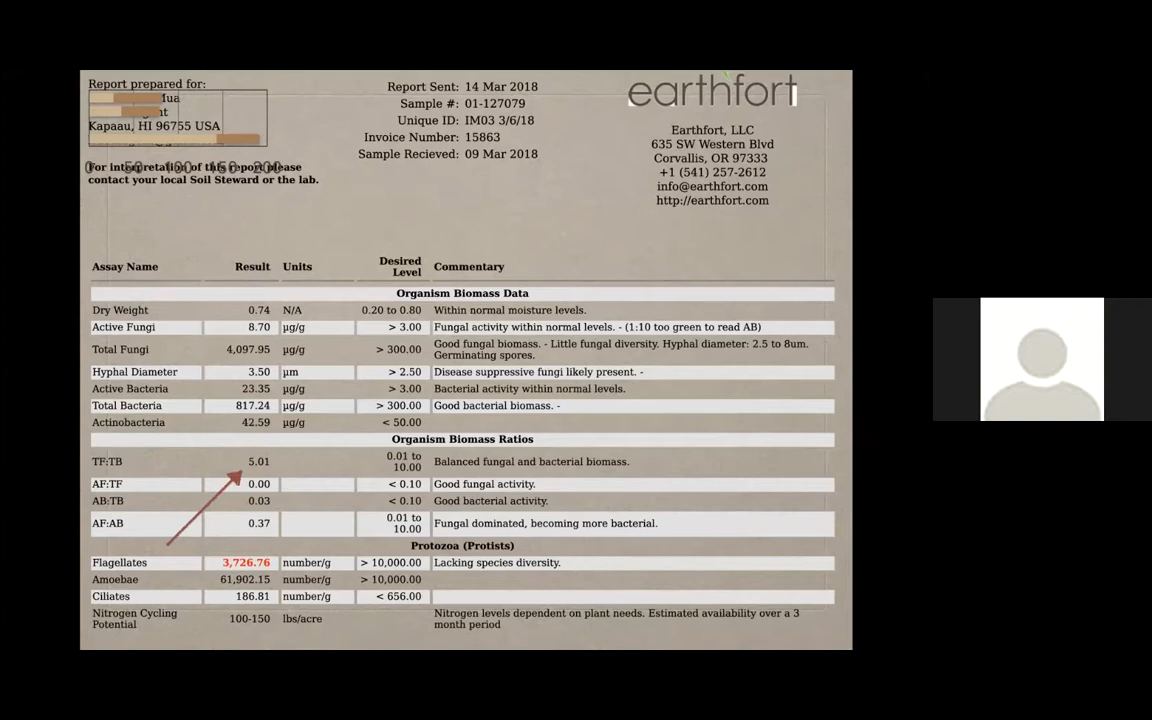 Report prepared for:
Kapaau, HI 96755 USA
0 50 100 150 200
For interpretation of this report please
contact your local Soil Steward or the lab.
Report Sent: 14 Mar 2018
Sample #: 01-127079
Unique ID: IM03 3/6/18
Invoice Number: 15863
Sample Recieved: 09 Mar 2018
earthfort
Earthfort, LLC
635 SW Western Blvd
Corvallis, OR 97333
+1 (541) 257-2612
info@earthfort.com
http://earthfort.com
Assay Name Result Units Desired Level Commentary
Organism Biomass Data
Dry Weight 0.74 N/A 0.20 to 0.80 Within normal moisture levels.
Active Fungi 8.70 µg/g > 3.00 Fungal activity within normal levels. - (1:10 too green to read AB)
Total Fungi 4,097.95 µg/g > 300.00 Good fungal biomass. - Little fungal diversity. Hyphal diameter: 2.5 to 8um.
Germinating spores.
Hyphal Diameter 3.50 µm > 2.50 Disease suppressive fungi likely present. -
Active Bacteria 23.35 µg/g > 3.00 Bacterial activity within normal levels.
Total Bacteria 817.24 µg/g > 300.00 Good bacterial biomass. -
Actinobacteria 42.59 µg/g < 50.00
Organism Biomass Ratios
TF:TB 5.01 0.01 to 10.00 Balanced fungal and bacterial biomass.
AF:TF 0.00 < 0.10 Good fungal activity.
AB:TB 0.03 < 0.10 Good bacterial activity.
AF:AB 0.37 0.01 to 10.00 Fungal dominated, becoming more bacterial.
Protozoa (Protists)
Flagellates 3,726.76 number/g > 10,000.00 Lacking species diversity.
Amoebae 61,902.15 number/g > 10,000.00
Ciliates 186.81 number/g < 656.00
Nitrogen Cycling Potential 100-150 lbs/acre Nitrogen levels dependent on plant needs. Estimated availability over a 3
month period